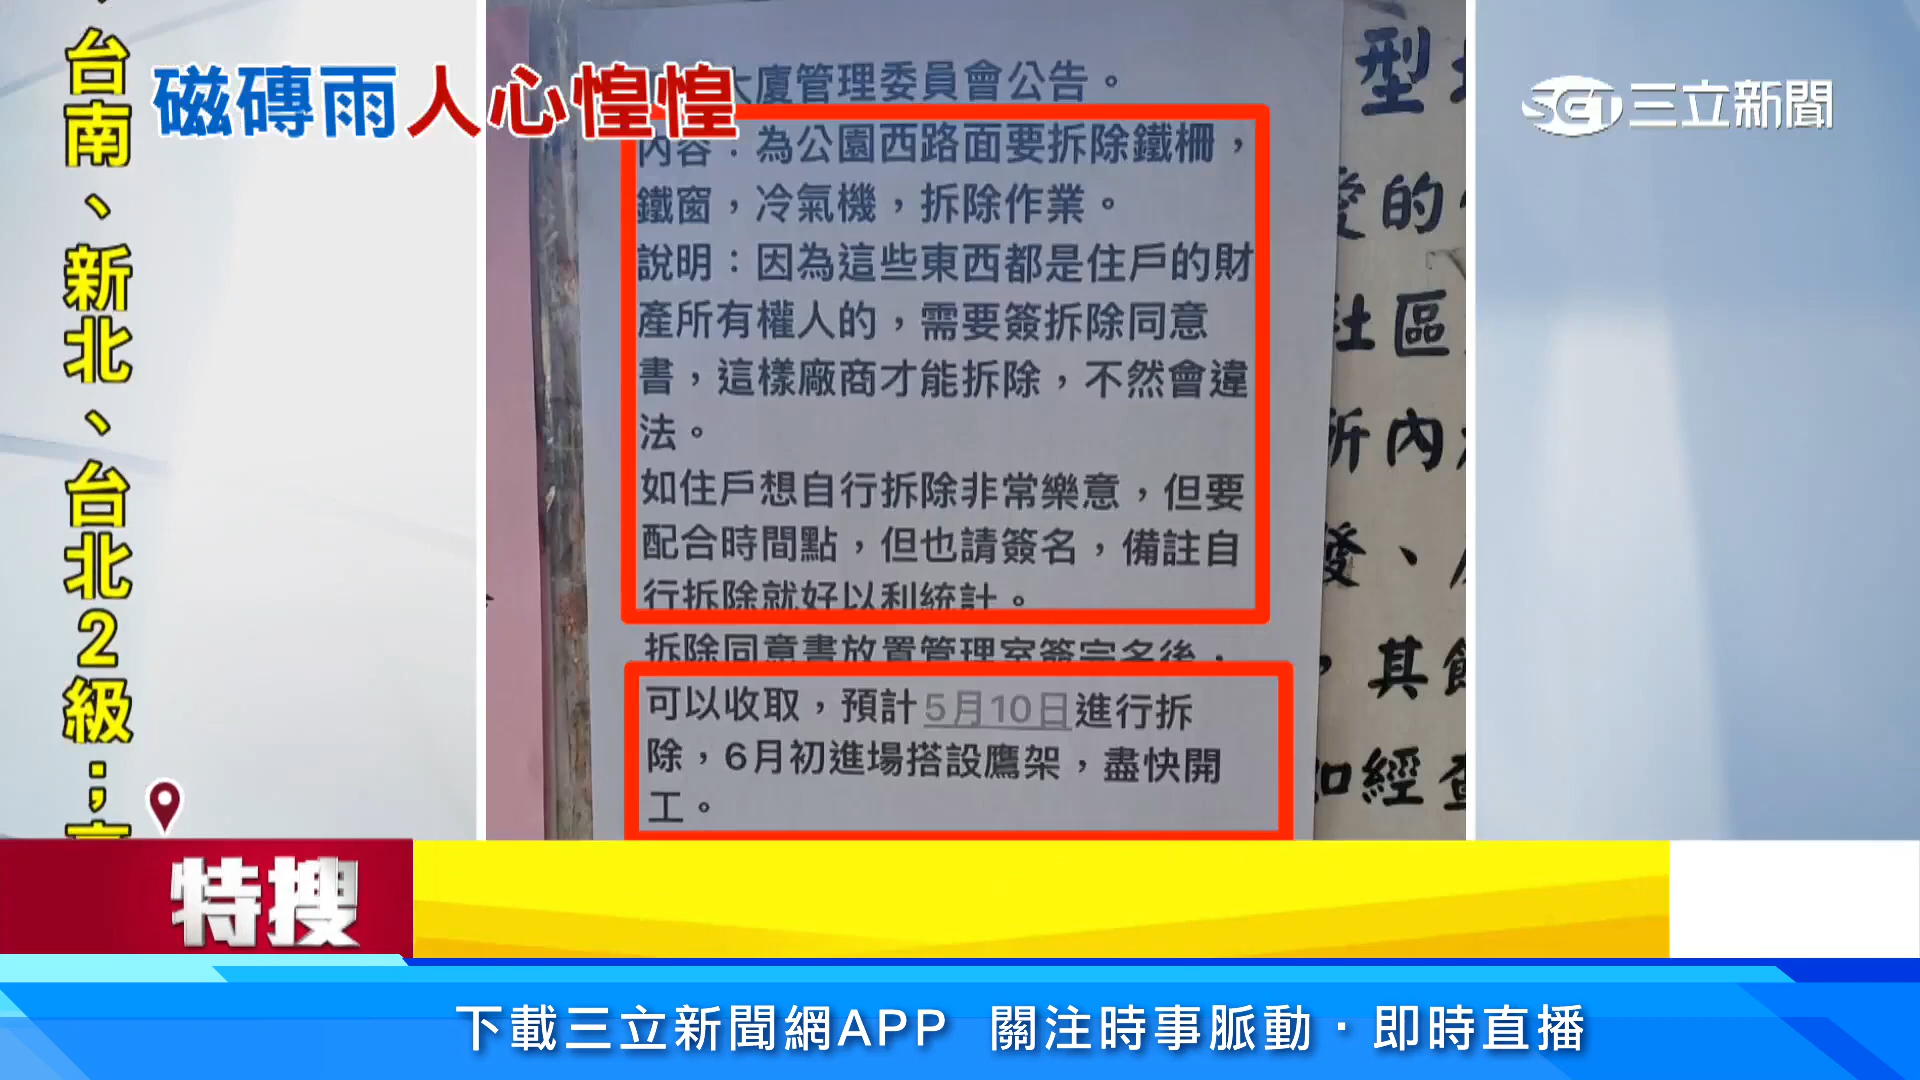 台南、新北、台北2級；
磁磚雨人心惶惶
SET三立新聞
大廈管理委員會公告。
內容：為公園西路面要拆除鐵柵，
鐵窗，冷氣機，拆除作業。
說明：因為這些東西都是住戶的財
產所有權人的，需要簽拆除同意
書，這樣廠商才能拆除，不然會違
法。
如住戶想自行拆除非常樂意，但要
配合時間點，但也請簽名，備註自
行拆除就好以利統計。
拆除同意書放置管理室簽完名後，
可以收取，預計5月10日進行拆
除，6月初進場搭設鷹架，盡快開
工。
型
的
社區
所內
、
，其
如經查
特搜
下載三立新聞網APP 關注時事脈動·即時直播